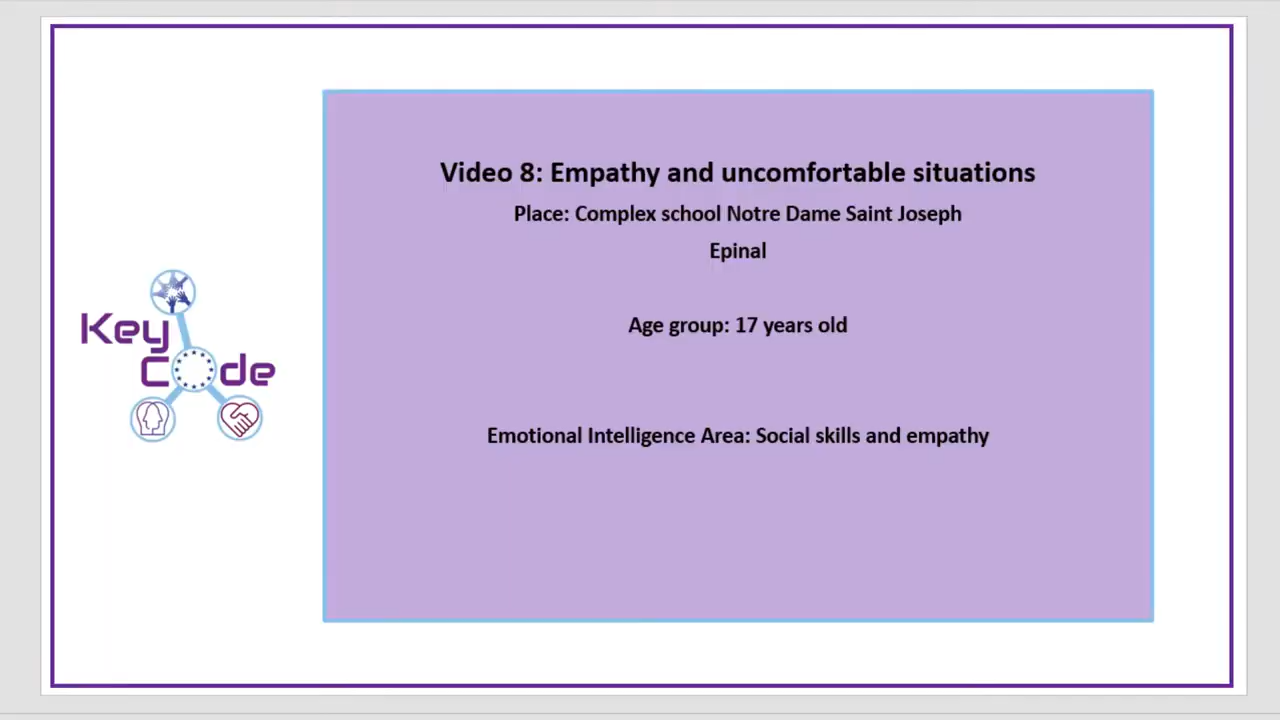 Video 8: Empathy and uncomfortable situations
Place: Complex school Notre Dame Saint Joseph
Epinal
Age group: 17 years old
Key
Code
Emotional Intelligence Area: Social skills and empathy